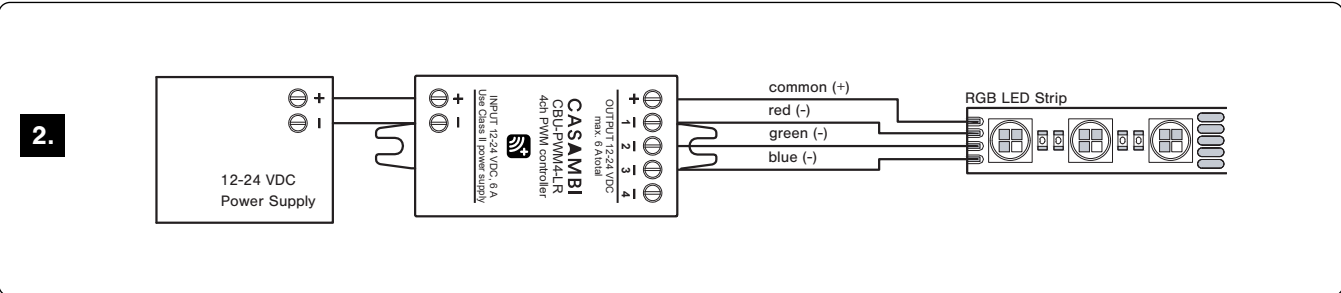 2.
12-24 VDC
Power Supply
+
-
+
-
INPUT 12-24 VDC, 6 A
Use Class II power supply
CASAMBI
CBU-PWM4-LR
4ch PWM controller
OUTPUT 12-24 VDC
max. 6 A total
+
1 -
2 -
3 -
4 -
common (+)
red (-)
green (-)
blue (-)
RGB LED Strip